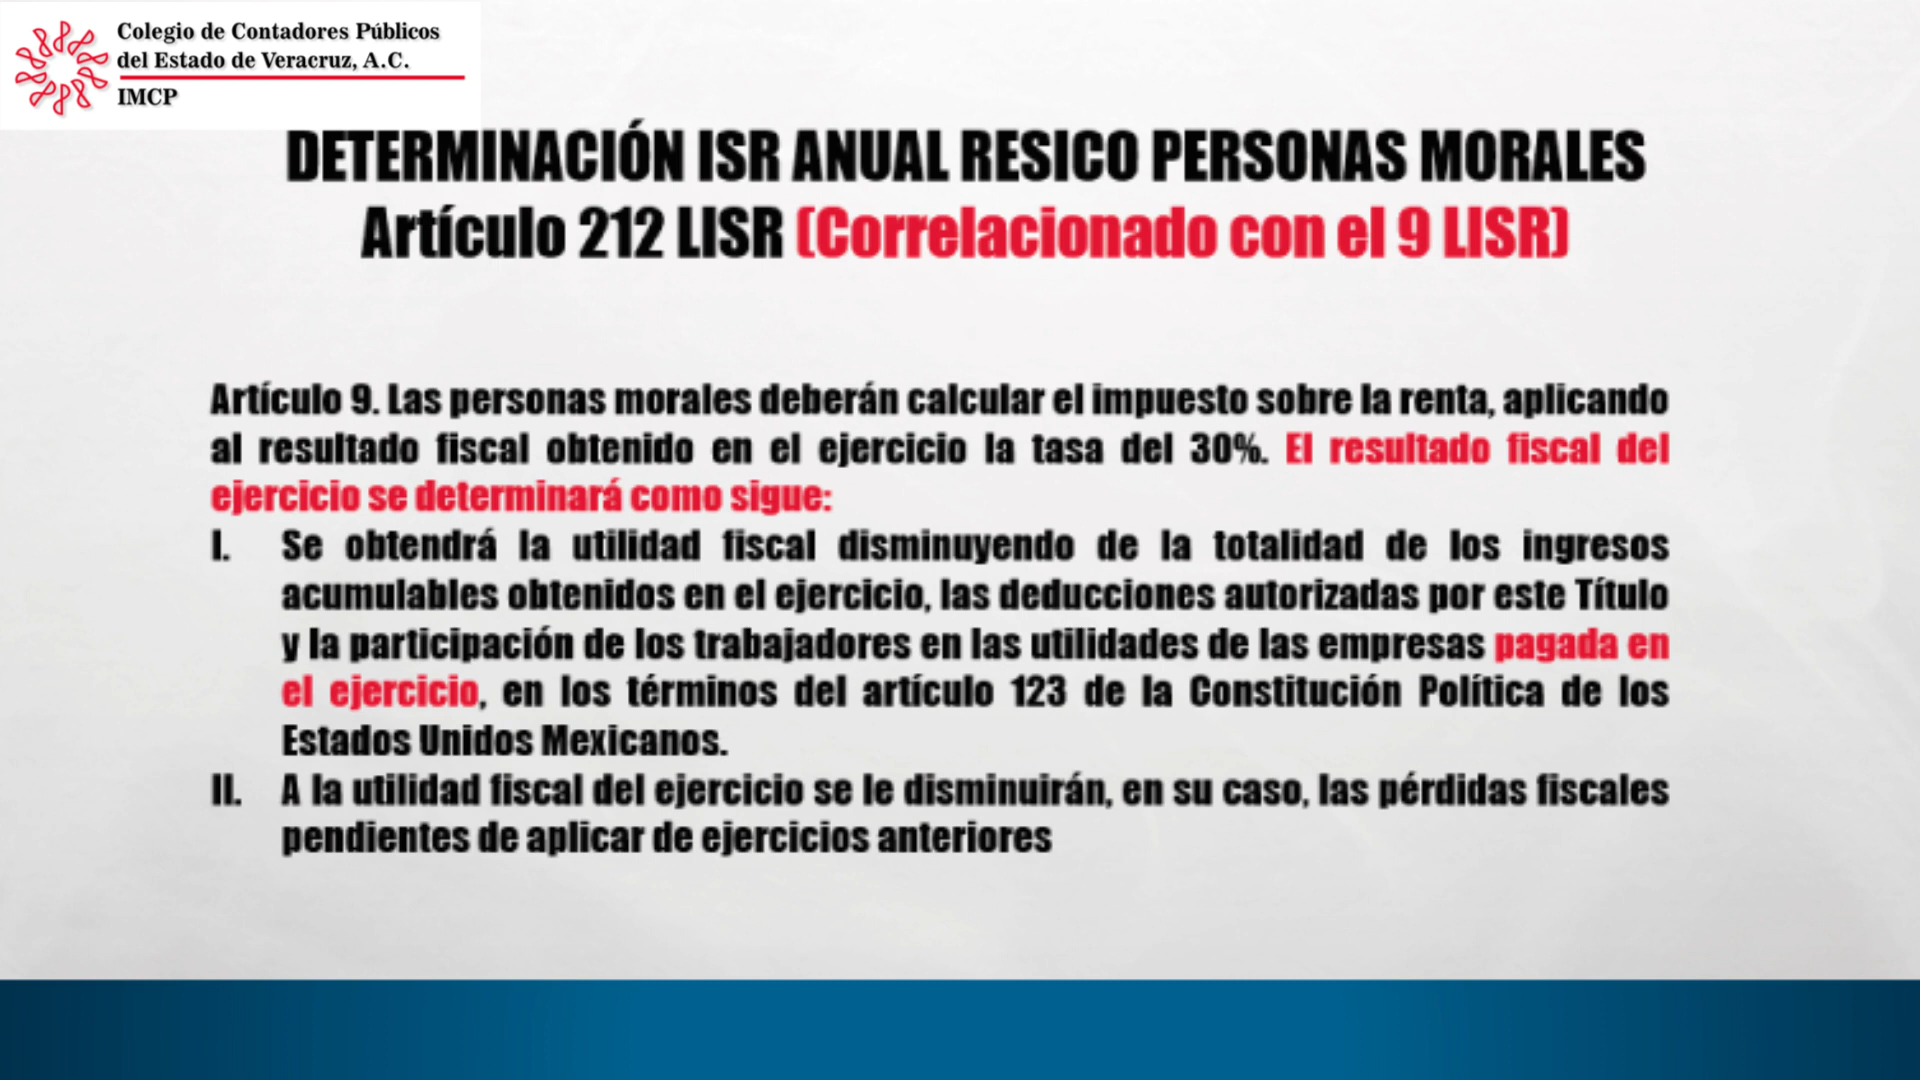 Colegio de Contadores Públicos
del Estado de Veracruz, A.C.
IMCP
DETERMINACIÓN ISR ANUAL RESICO PERSONAS MORALES
Artículo 212 LISR (Correlacionado con el 9 LISR)
Artículo 9. Las personas morales deberán calcular el impuesto sobre la renta, aplicando
al resultado fiscal obtenido en el ejercicio la tasa del 30%. El resultado fiscal del
ejercicio se determinará como sigue:
I. Se obtendrá la utilidad fiscal disminuyendo de la totalidad de los ingresos
acumulables obtenidos en el ejercicio, las deducciones autorizadas por este Título
y la participación de los trabajadores en las utilidades de las empresas pagada en
el ejercicio, en los términos del artículo 123 de la Constitución Política de los
Estados Unidos Mexicanos.
II. A la utilidad fiscal del ejercicio se le disminuirán, en su caso, las pérdidas fiscales
pendientes de aplicar de ejercicios anteriores